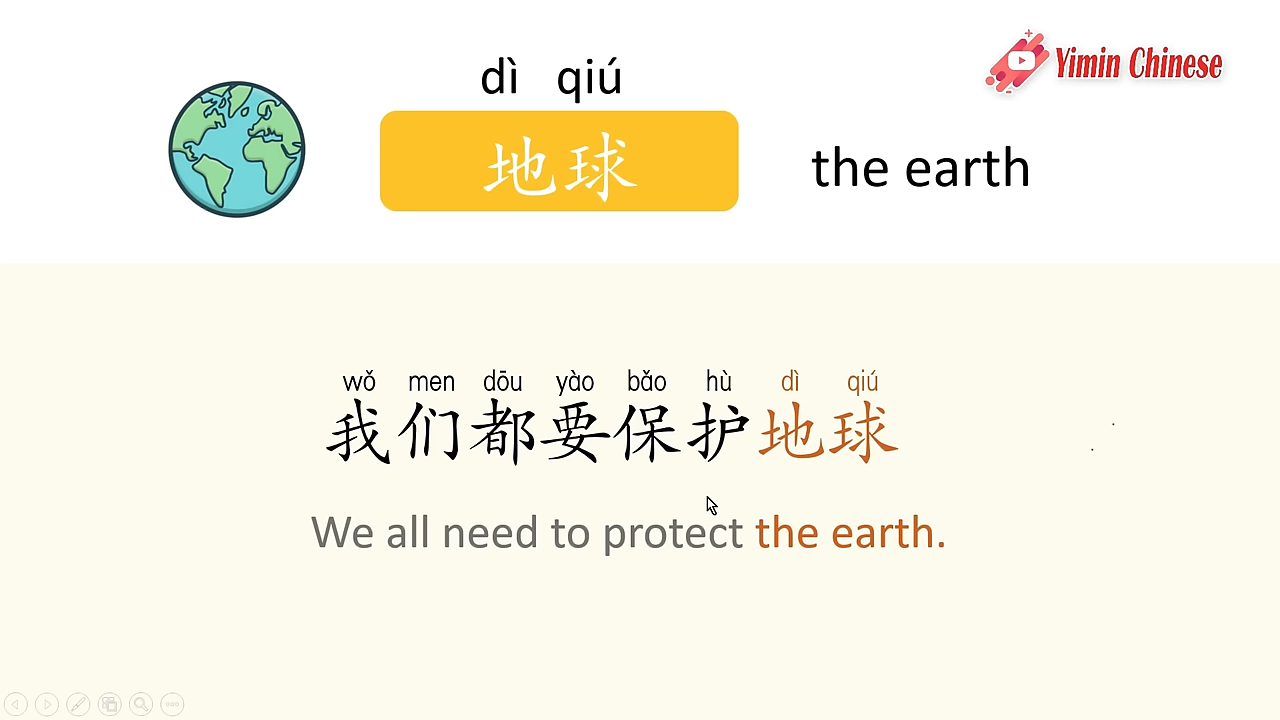 dì qiú
Yimin Chinese
地球
the earth
wǒ men dōu yào bǎo hù dì qiú
我们都要保护地球
We all need to protect the earth.